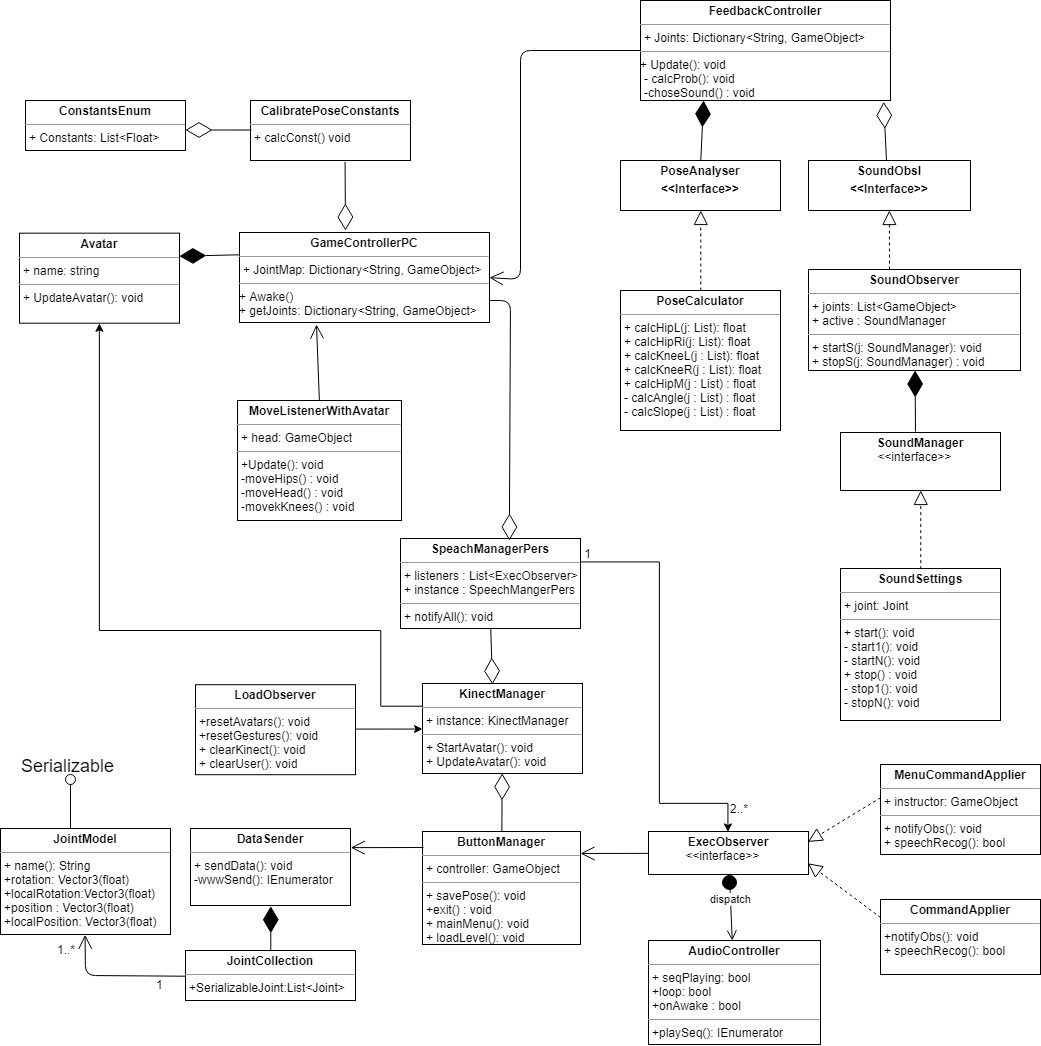 FeedbackController
+ Joints: Dictionary<String, GameObject>
+ Update(): void
- calcProb(): void
-choseSound() : void
ConstantsEnum
+ Constants: List<Float>
CalibratePoseConstants
+ calcConst() void
PoseAnalyser
<<Interface>>
SoundObsI
<<Interface>>
Avatar
+ name: string
+ UpdateAvatar(): void
GameControllerPC
+ JointMap: Dictionary<String, GameObject>
+ Awake()
+ getJoints: Dictionary<String, GameObject>
PoseCalculator
+ calcHipL(j: List): float
+ calcHipRi(j: List): float
+ calcKneeL(j : List): float
+ calcKneeR(j : List): float
+ calcHipM(j : List) : float
- calcAngle(j : List) : float
- calcSlope(j : List) : float
SoundObserver
+ joints: List<GameObject>
+ active : SoundManager
+ startS(j: SoundManager): void
+ stopS(j: SoundManager) : void
MoveListenerWithAvatar
+ head: GameObject
+Update(): void
-moveHips() : void
-moveHead() : void
-movekKnees() : void
SoundManager
<<interface>>
SpeachManagerPers
+ listeners : List<ExecObserver>
+ instance : SpeechMangerPers
+ notifyAll(): void
1
SoundSettings
+ joint: Joint
+ start(): void
- start1(): void
- startN(): void
+ stop() : void
- stop1(): void
- stopN(): void
LoadObserver
+resetAvatars(): void
+resetGestures(): void
+ clearKinect(): void
+ clearUser(): void
KinectManager
+ instance: KinectManager
+ StartAvatar(): void
+ UpdateAvatar(): void
Serializable
MenuCommandApplier
+ instructor: GameObject
+ notifyObs(): void
+ speechRecog(): bool
2..*
JointModel
+ name(): String
+rotation: Vector3(float)
+localRotation:Vector3(float)
+position : Vector3(float)
+localPosition: Vector3(float)
DataSender
+ sendData(): void
-wwwSend(): IEnumerator
ButtonManager
+ controller: GameObject
+ savePose(): void
+exit() : void
+ mainMenu(): void
+ loadLevel(): void
ExecObserver
<<interface>>
dispatch
CommandApplier
+notifyObs(): void
+ speechRecog(): bool
1..*
1
JointCollection
+SerializableJoint:List<Joint>
AudioController
+ seqPlaying: bool
+loop: bool
+onAwake : bool
+playSeq(): IEnumerator